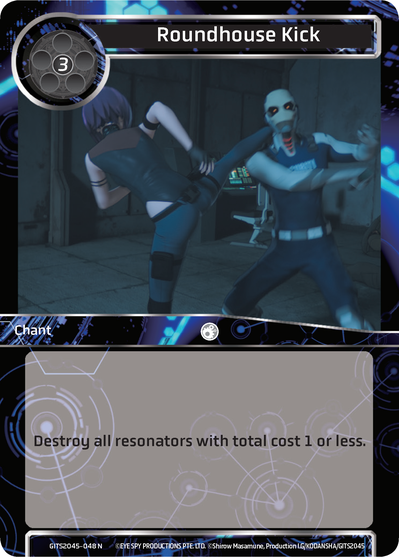 Roundhouse Kick
3
Chant
Destroy all resonators with total cost 1 or less.
GITS2045-048 N ©EYE SPY PRODUCTIONS PTE. LTD. ©Shirow Masamune, Production I.G/KODANSHA/GITS2045